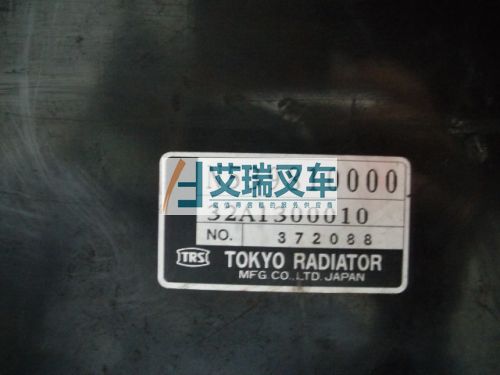 艾瑞叉车
0000
32A1300010
NO. 372088
TRS TOKYO RADIATOR
MFG.CO.,LTD.JAPAN